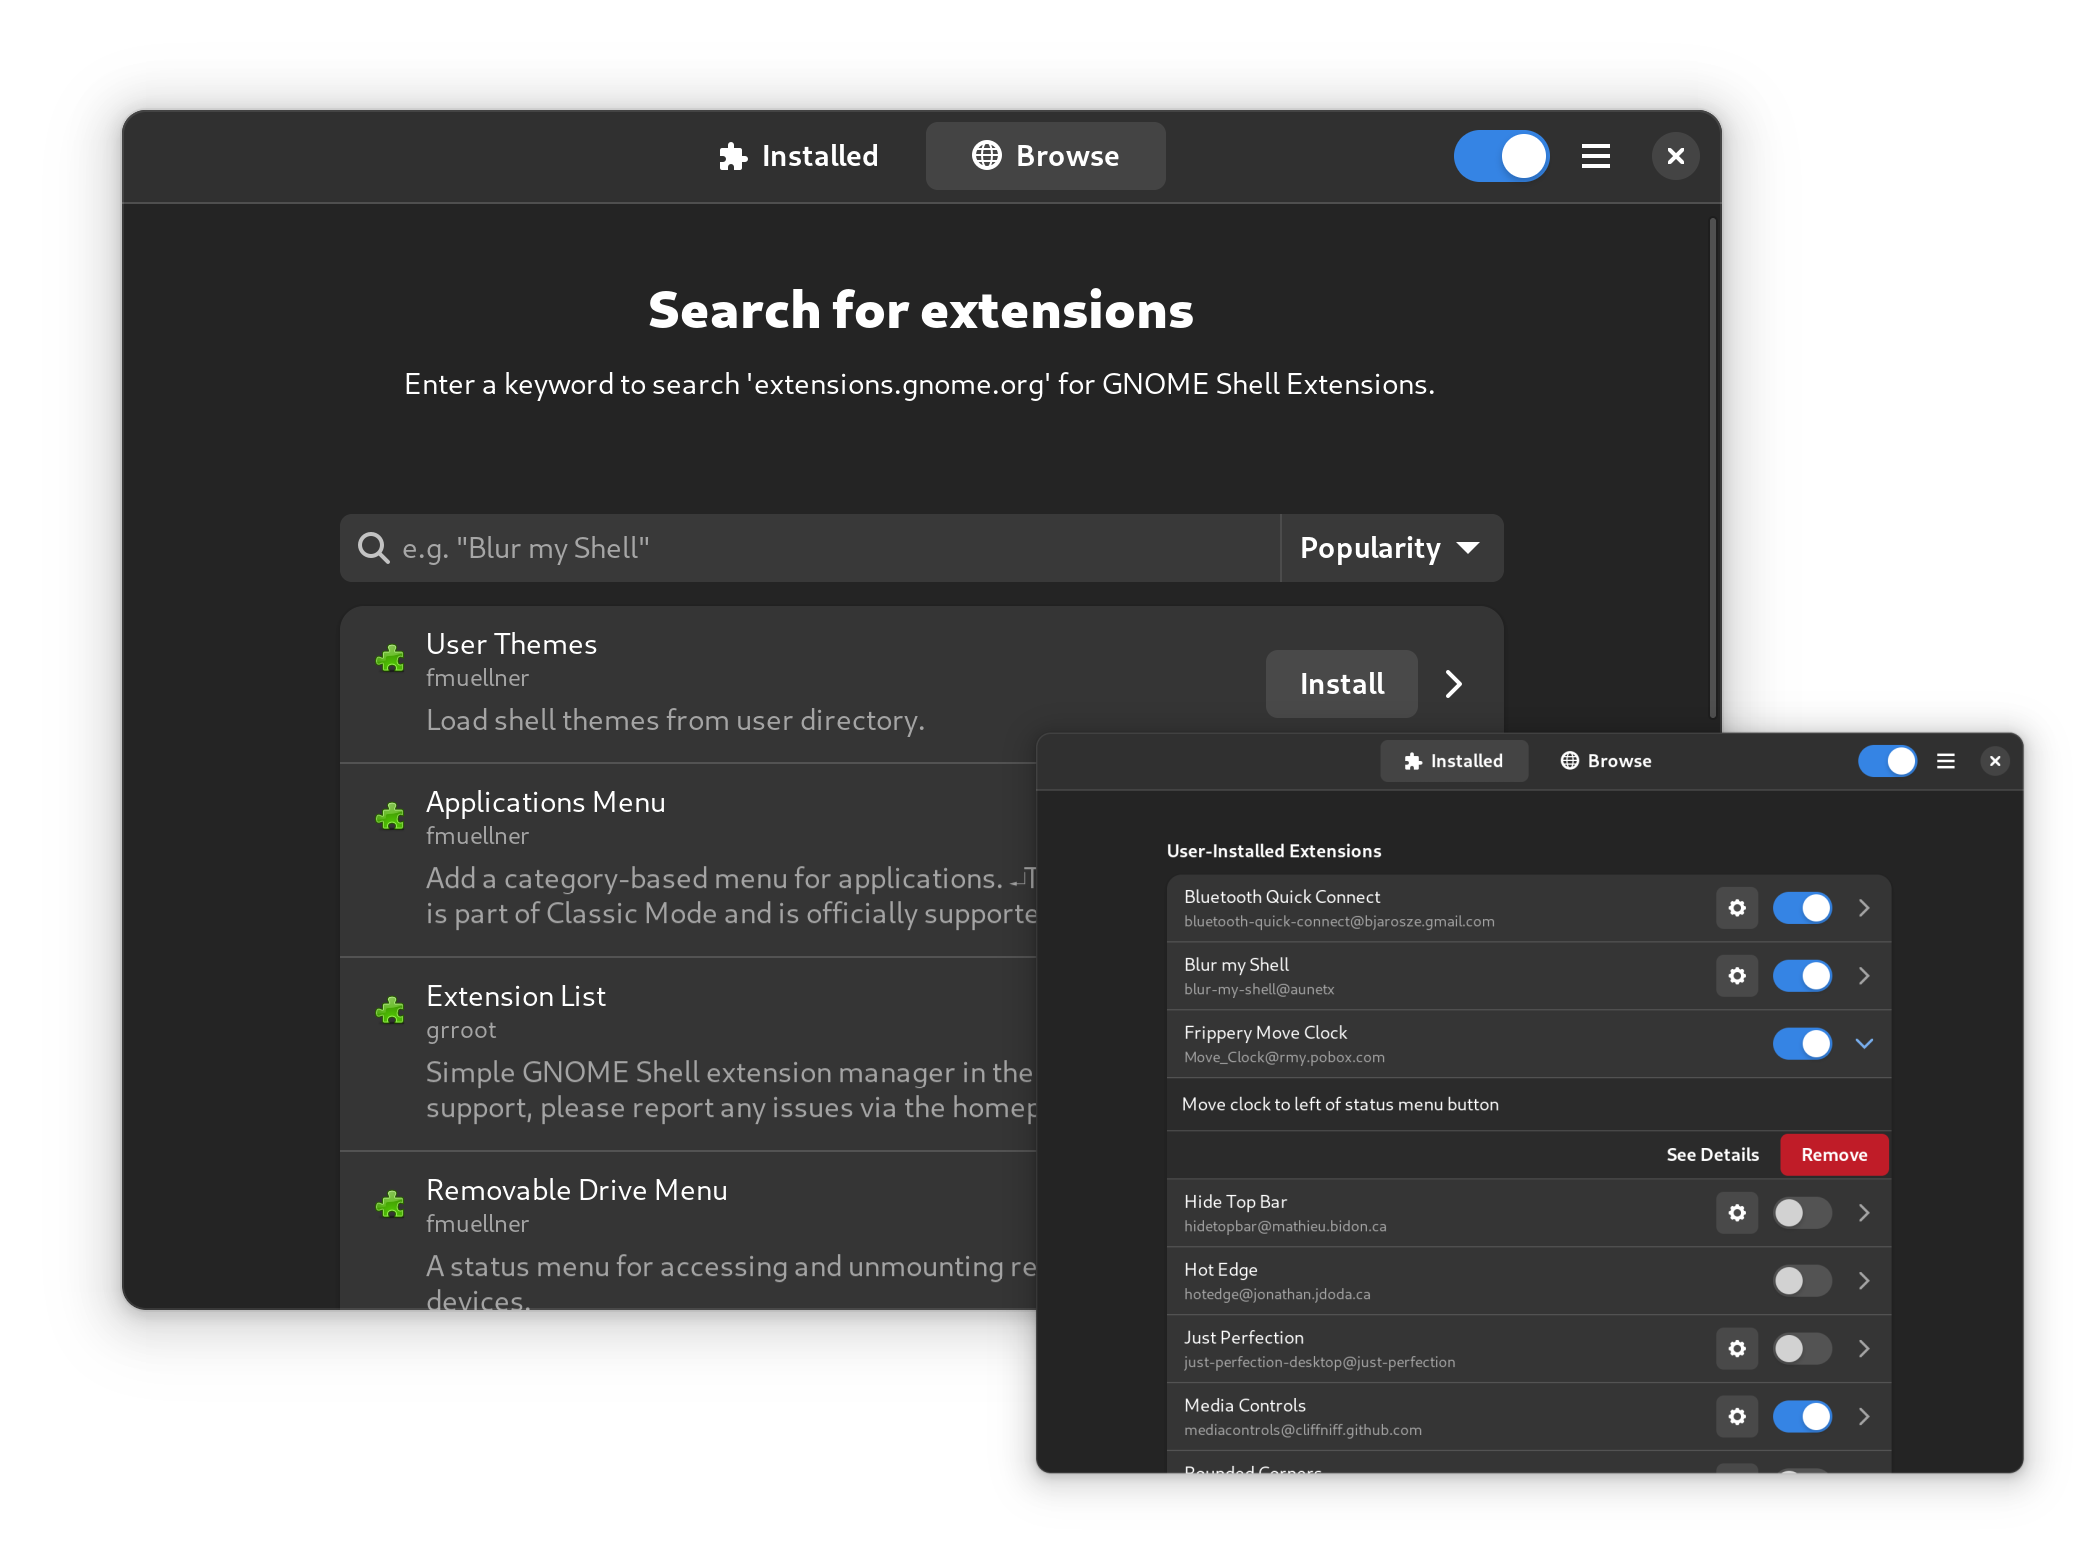 Installed
Browse
Search for extensions
Enter a keyword to search 'extensions.gnome.org' for GNOME Shell Extensions.
e.g. "Blur my Shell"
Popularity
User Themes
fmuellner
Load shell themes from user directory.
Install
Applications Menu
fmuellner
Add a category-based menu for applications. ⏎T
is part of Classic Mode and is officially supporte
Extension List
grroot
Simple GNOME Shell extension manager in the
support, please report any issues via the homep
Removable Drive Menu
fmuellner
A status menu for accessing and unmounting re
devices.
Installed
Browse
User-Installed Extensions
Bluetooth Quick Connect
bluetooth-quick-connect@bjarosze.gmail.com
Blur my Shell
blur-my-shell@aunetx
Frippery Move Clock
Move_Clock@rmy.pobox.com
Move clock to left of status menu button
See Details
Remove
Hide Top Bar
hidetopbar@mathieu.bidon.ca
Hot Edge
hotedge@jonathan.jdoda.ca
Just Perfection
just-perfection-desktop@just-perfection
Media Controls
mediacontrols@cliffniff.github.com
Rounded Corners